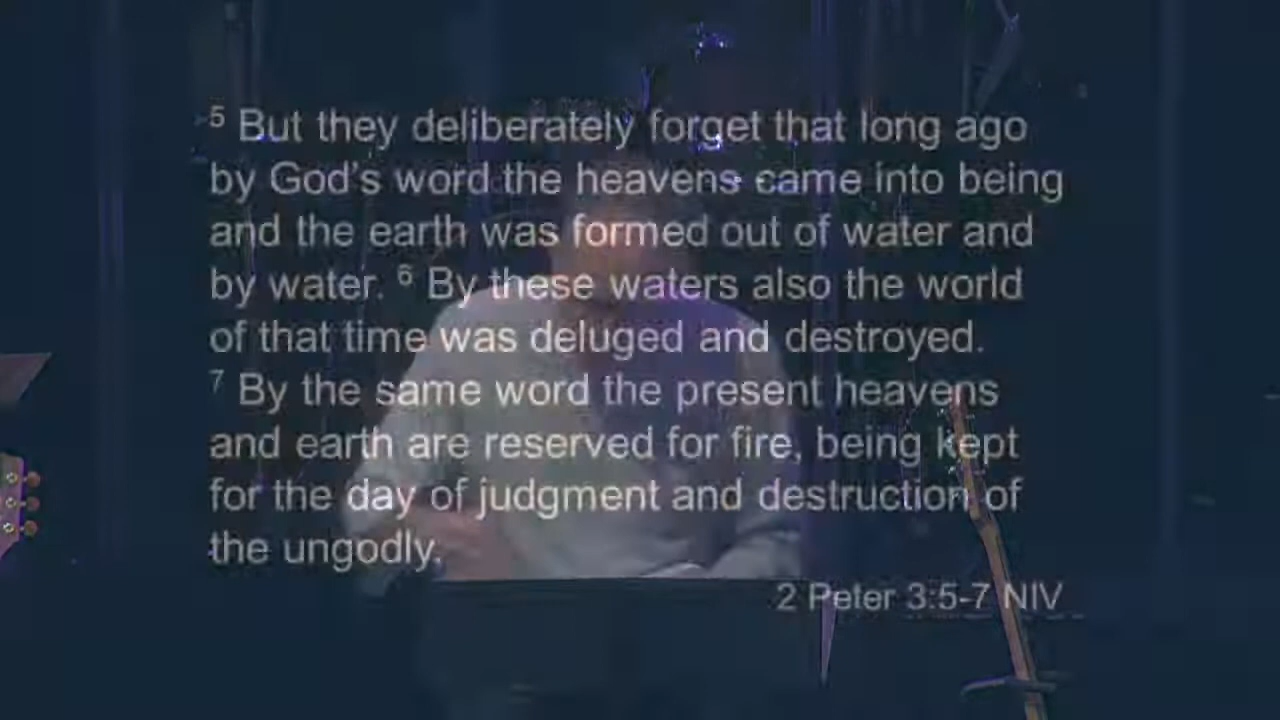 5 But they deliberately forget that long ago
by God's word the heavens came into being
and the earth was formed out of water and
by water. 6 By these waters also the world
of that time was deluged and destroyed.
7 By the same word the present heavens
and earth are reserved for fire, being kept
for the day of judgment and destruction of
the ungodly.
2 Peter 3:5-7 NIV